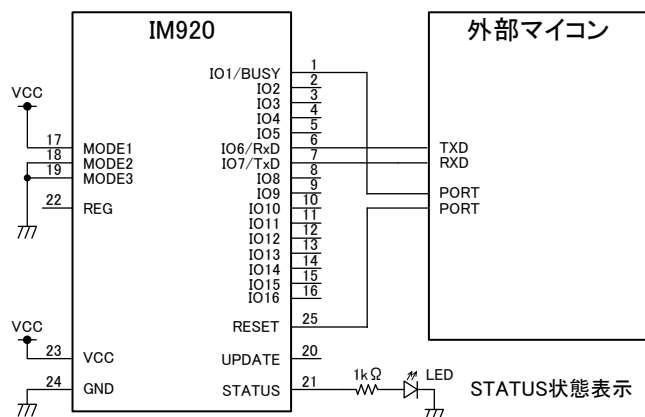 IM920
外部マイコン
VCC
17 MODE1
18 MODE2
19 MODE3
22 REG
VCC
23 VCC
24 GND
IO1/BUSY 1
IO2 2
IO3 3
IO4 4
IO5 5
IO6/RxD 6
IO7/TxD 7
IO8 8
IO9 9
IO10 10
IO11 11
IO12 12
IO13 13
IO14 14
IO15 15
IO16 16
RESET 25
UPDATE 20
STATUS 21
TXD
RXD
PORT
PORT
1kΩ
LED
STATUS状態表示